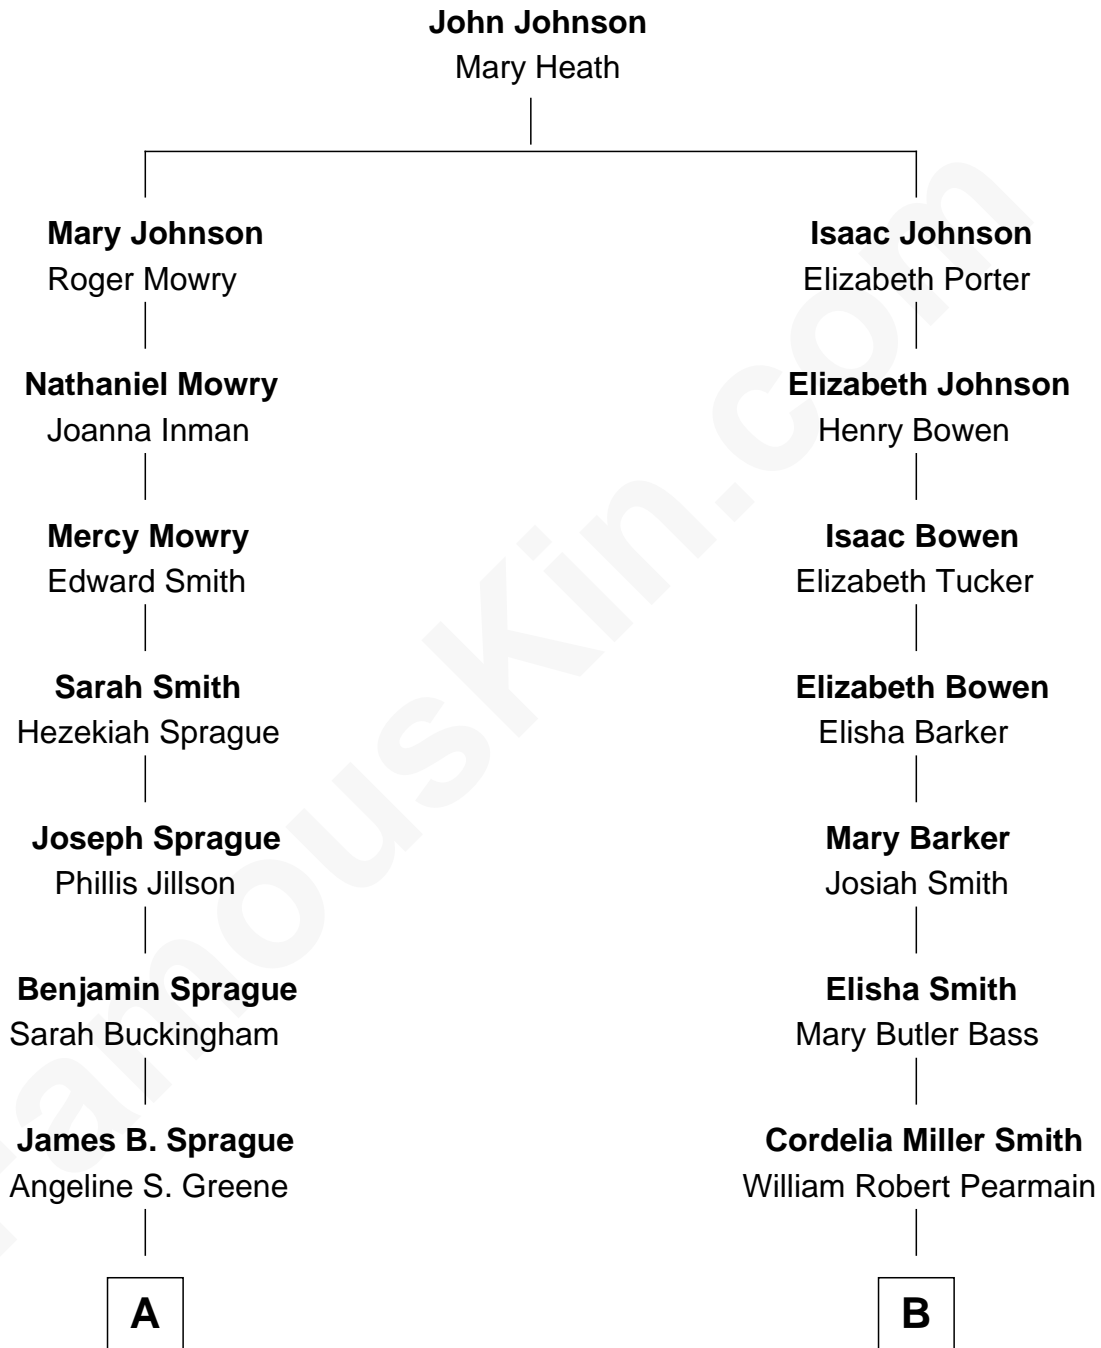 John Johnson
Mary Heath
Mary Johnson
Roger Mowry
Isaac Johnson
Elizabeth Porter
Nathaniel Mowry
Joanna Inman
Elizabeth Johnson
Henry Bowen
Mercy Mowry
Edward Smith
Isaac Bowen
Elizabeth Tucker
Sarah Smith
Hezekiah Sprague
Elizabeth Bowen
Elisha Barker
Joseph Sprague
Phillis Jillson
Mary Barker
Josiah Smith
Benjamin Sprague
Sarah Buckingham
Elisha Smith
Mary Butler Bass
James B. Sprague
Angeline S. Greene
Cordelia Miller Smith
William Robert Pearmain
A
B
FamousKin.com